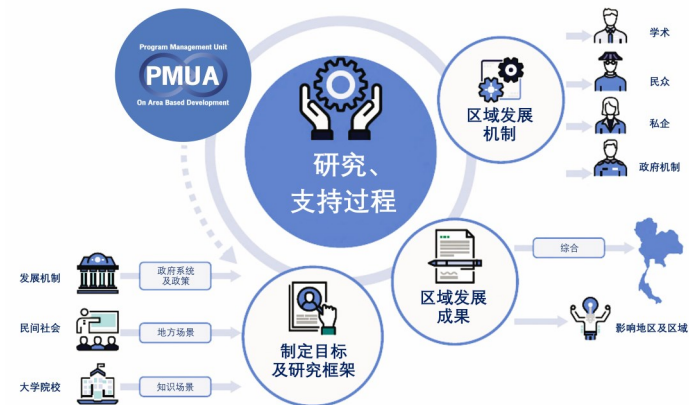 Program Management Unit
PMUA
On Area Based Development
研究、
支持过程
区域发展
机制
学术
民众
私企
政府机制
区域发展
成果
综合
影响地区及区域
制定目标
及研究框架
发展机制
政府系统
及政策
民间社会
地方场景
大学院校
知识场景